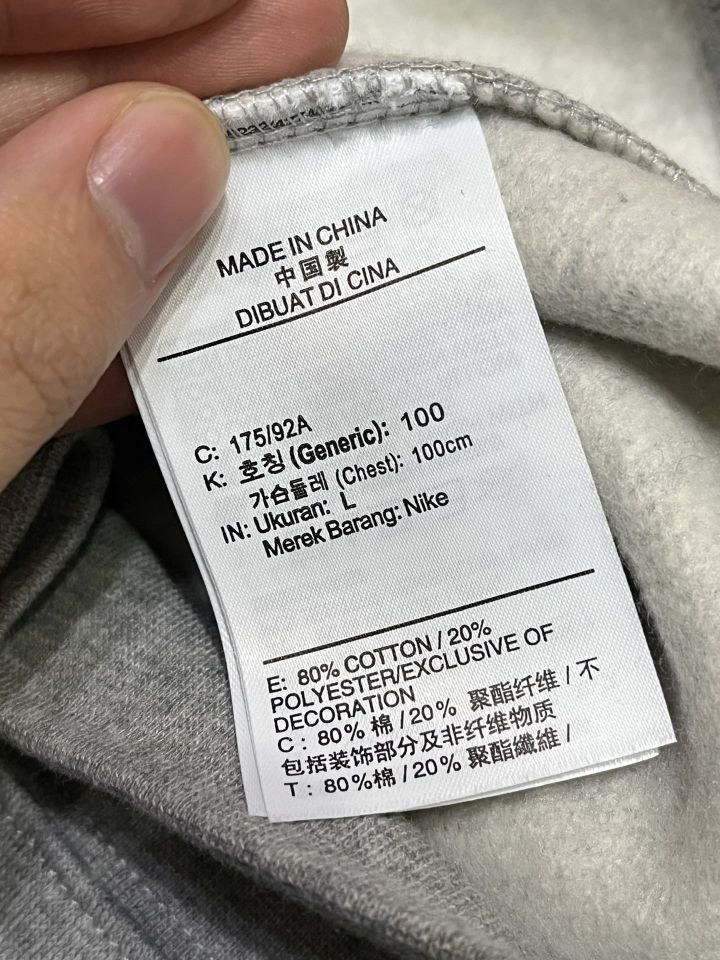 MADE IN CHINA
中国製
DIBUAT DI CINA
C: 175/92A
K: 호칭 (Generic): 100
가슴둘레 (Chest): 100cm
IN: Ukuran: L
Merek Barang: Nike
E: 80% COTTON / 20%
POLYESTER/EXCLUSIVE OF
DECORATION
C : 80% 棉 / 20% 聚酯纤维 / 不
包括装饰部分及非纤维物质
T : 80%棉 / 20% 聚酯纖維 /